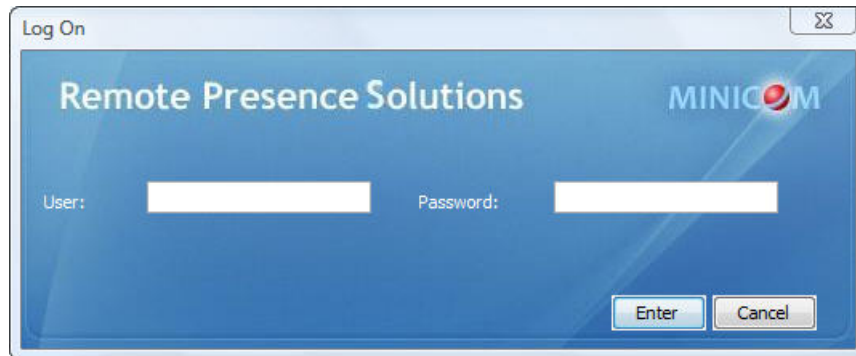 Log On
Remote Presence Solutions MINICOM
User: Password:
Enter Cancel